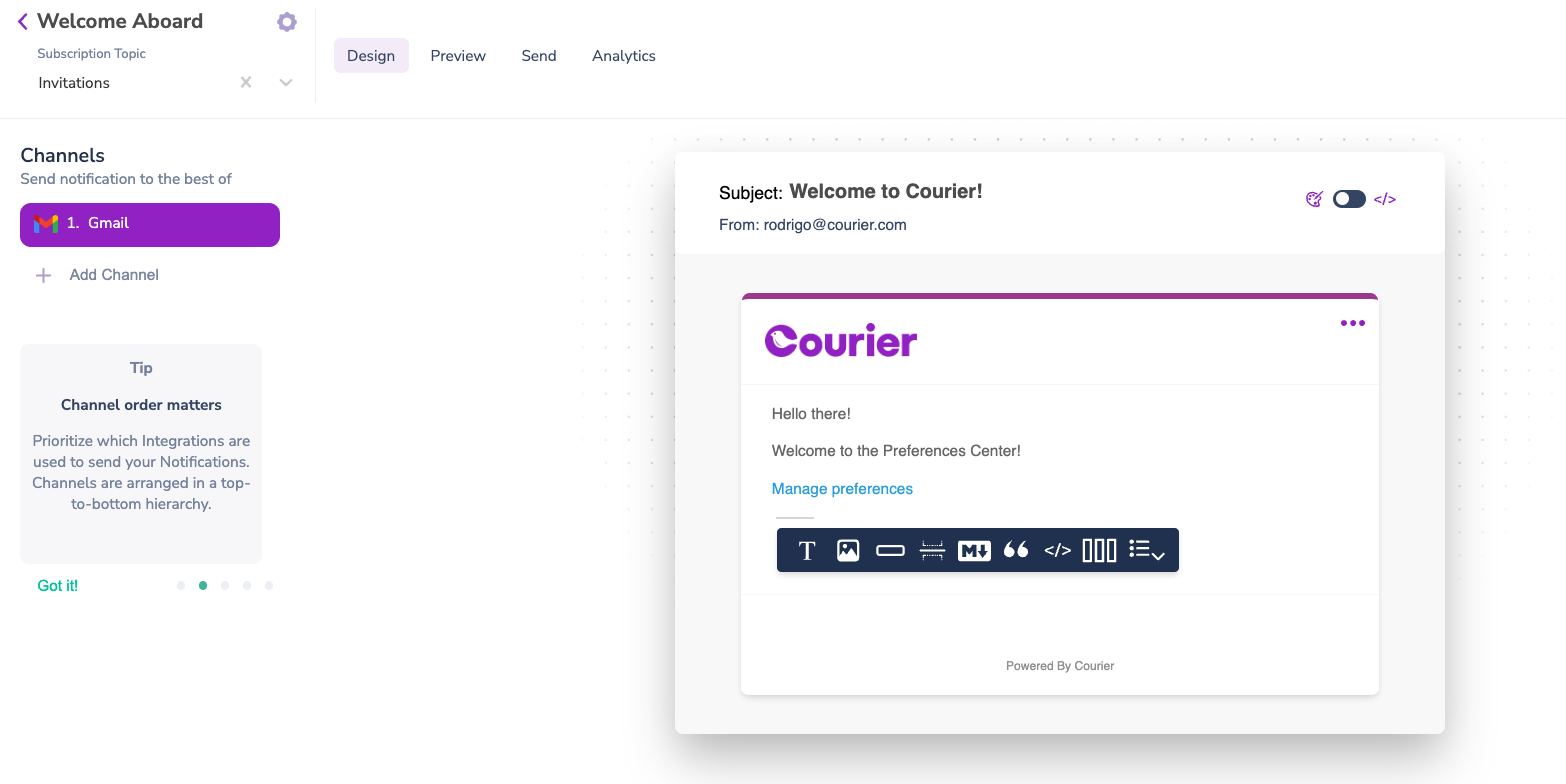 Welcome Aboard
Subscription Topic
Invitations
Design
Preview
Send
Analytics
Channels
Send notification to the best of
1. Gmail
Add Channel
Tip
Channel order matters
Prioritize which Integrations are
used to send your Notifications.
Channels are arranged in a top-
to-bottom hierarchy.
Got it!
Subject: Welcome to Courier!
From: rodrigo@courier.com
</>
Courier
Hello there!
Welcome to the Preferences Center!
Manage preferences
T
M
</>
Powered By Courier